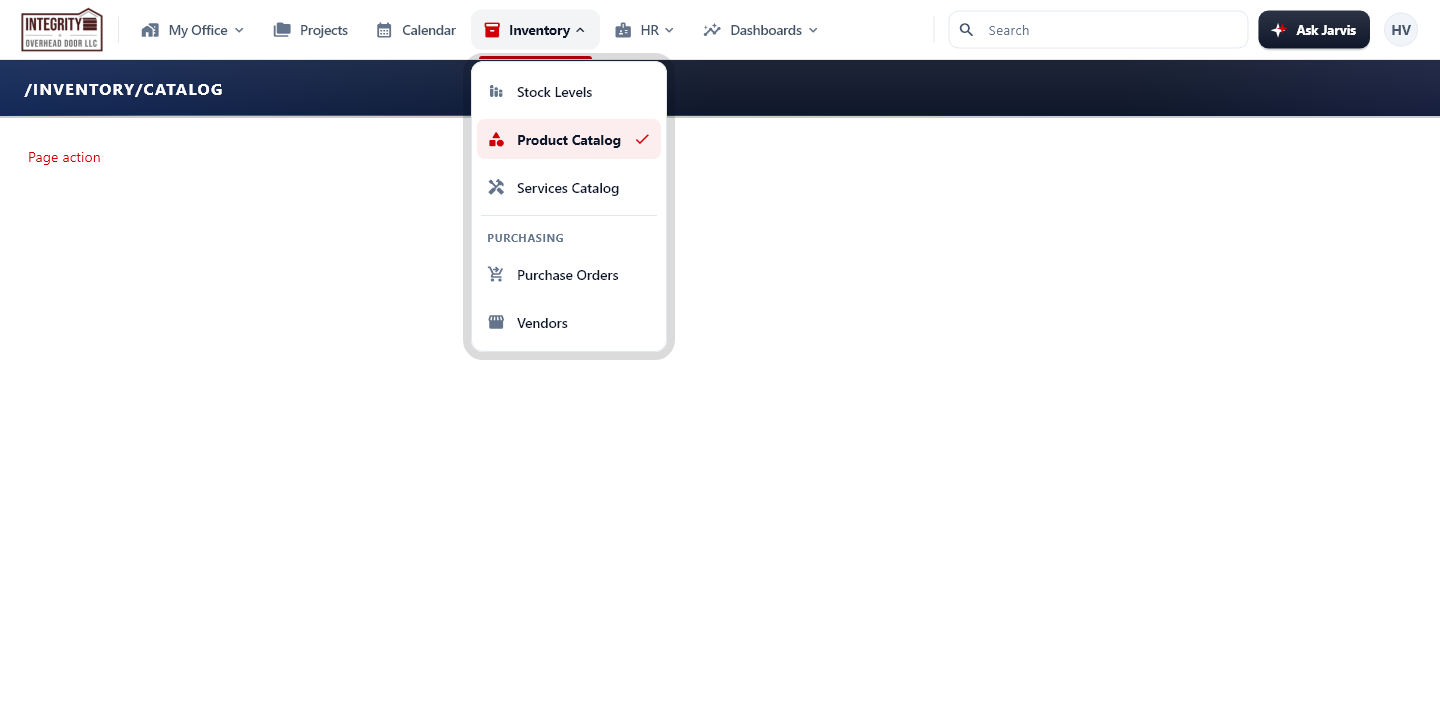 INTEGRITY
OVERHEAD DOOR LLC
My Office
Projects
Calendar
Inventory
HR
Dashboards
Search
Ask Jarvis
HV
/INVENTORY/CATALOG
Page action
Stock Levels
Product Catalog
Services Catalog
PURCHASING
Purchase Orders
Vendors